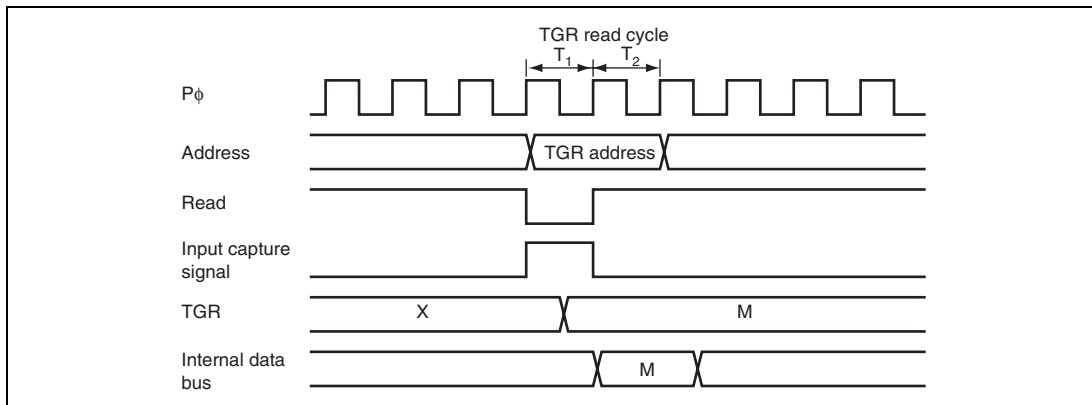 TGR read cycle
T1 T2
Pϕ
Address
TGR address
Read
Input capture
signal
TGR
X
M
Internal data
bus
M